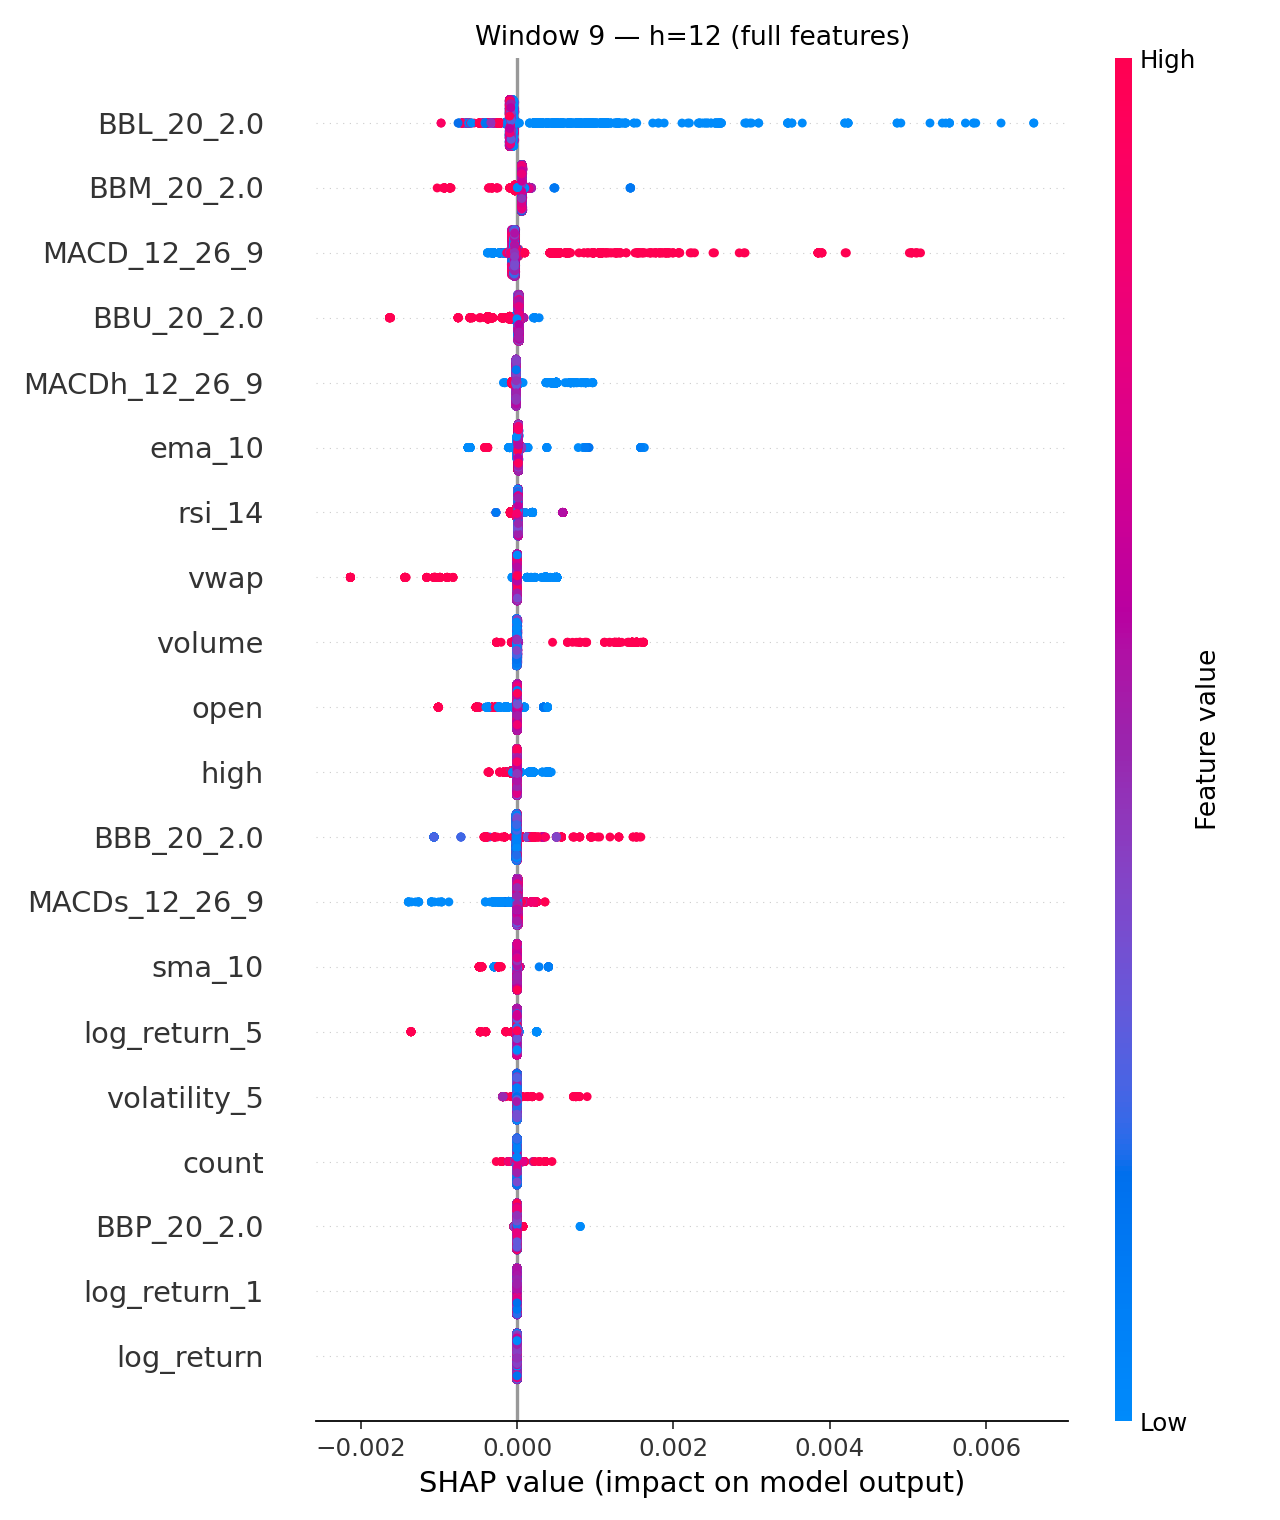 Window 9 — h=12 (full features)
High
BBL_20_2.0
BBM_20_2.0
MACD_12_26_9
BBU_20_2.0
MACDh_12_26_9
ema_10
rsi_14
vwap
volume
open
high
BBB_20_2.0
MACDs_12_26_9
sma_10
log_return_5
volatility_5
count
BBP_20_2.0
log_return_1
log_return
Feature value
Low
−0.002 0.000 0.002 0.004 0.006
SHAP value (impact on model output)